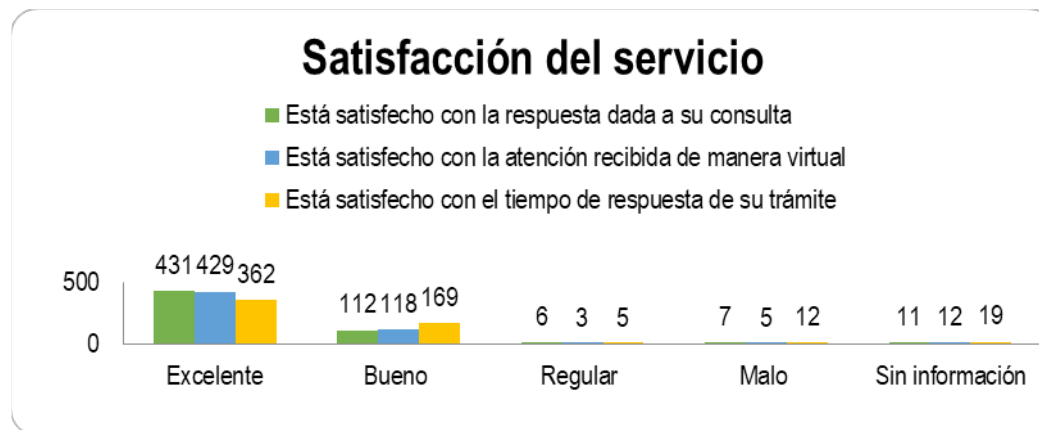 Satisfacción del servicio
Está satisfecho con la respuesta dada a su consulta
Está satisfecho con la atención recibida de manera virtual
Está satisfecho con el tiempo de respuesta de su trámite
500
0
431 429 362
112 118 169
6 3 5
7 5 12
11 12 19
Excelente Bueno Regular Malo Sin información